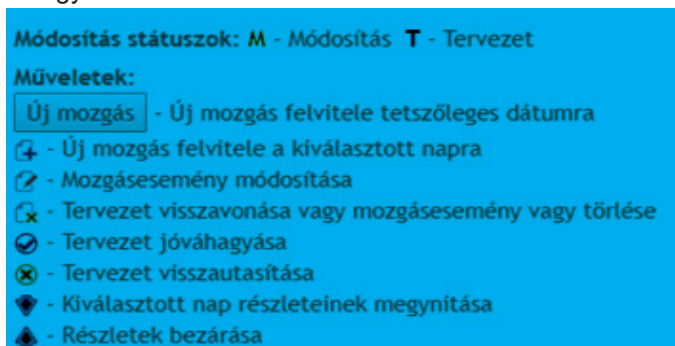 Módosítás státuszok: M - Módosítás T - Tervezet
Műveletek:
Új mozgás - Új mozgás felvitele tetszőleges dátumra
- Új mozgás felvitele a kiválasztott napra
- Mozgásesemény módosítása
- Tervezet visszavonása vagy mozgásesemény vagy törlése
- Tervezet jóváhagyása
- Tervezet visszautasítása
- Kiválasztott nap részleteinek megynitása
- Részletek bezárása